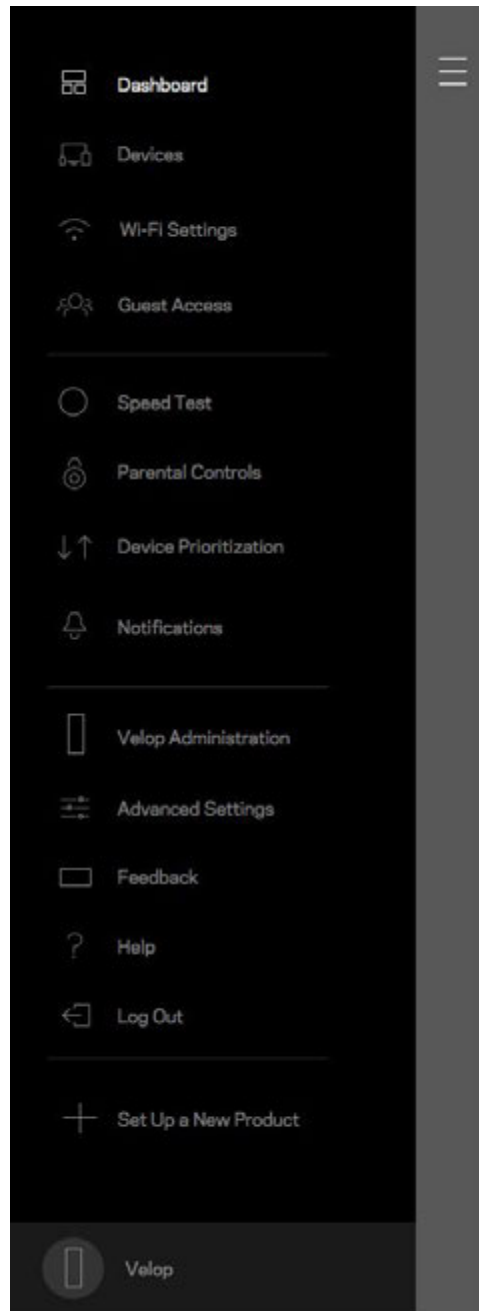 Dashboard
Devices
Wi-Fi Settings
Guest Access
Speed Test
Parental Controls
Device Prioritization
Notifications
Velop Administration
Advanced Settings
Feedback
Help
Log Out
Set Up a New Product
Velop